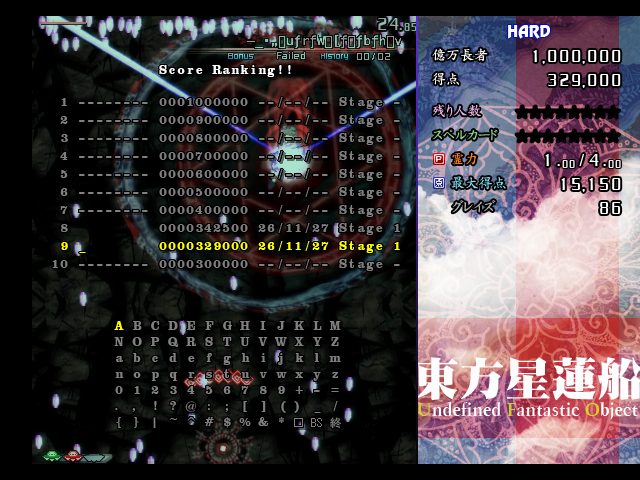 24.85
Bonus Failed History 00/02
Score Ranking!!
1 -------- 0001000000 --/--/-- Stage -
2 -------- 0000900000 --/--/-- Stage -
3 -------- 0000800000 --/--/-- Stage -
4 -------- 0000700000 --/--/-- Stage -
5 -------- 0000600000 --/--/-- Stage -
6 -------- 0000500000 --/--/-- Stage -
7 -------- 0000400000 --/--/-- Stage -
8 0000342500 26/11/27 Stage 1
9 _ 0000329000 26/11/27 Stage 1
10 -------- 0000300000 --/--/-- Stage -
A B C D E F G H I J K L M
N O P Q R S T U V W X Y Z
a b c d e f g h i j k l m
n o p q r s t u v w x y z
0 1 2 3 4 5 6 7 8 9 + - =
. , ! ? @ : ; [ ] ( ) _ /
{ } | ~ ^ # $ % & * □ BS 終
HARD
億万長者 1,000,000
得点 329,000
残り人数
スペルカード
P 霊力 1.00/4.00
最大得点 15,150
グレイズ 86
東方星蓮船
Undefined Fantastic Object